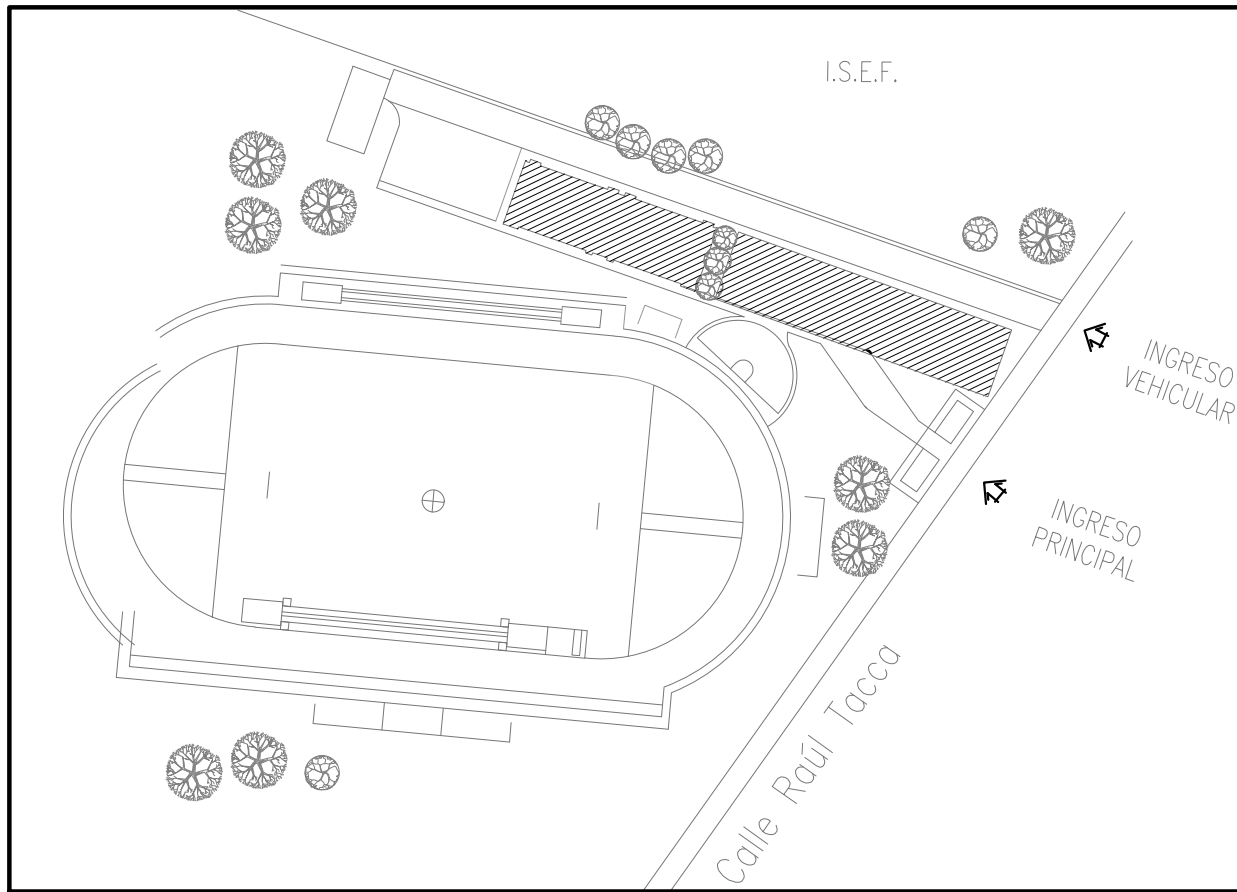 I.S.E.F.
INGRESO
VEHICULAR
INGRESO
PRINCIPAL
Calle Raúl Tacca